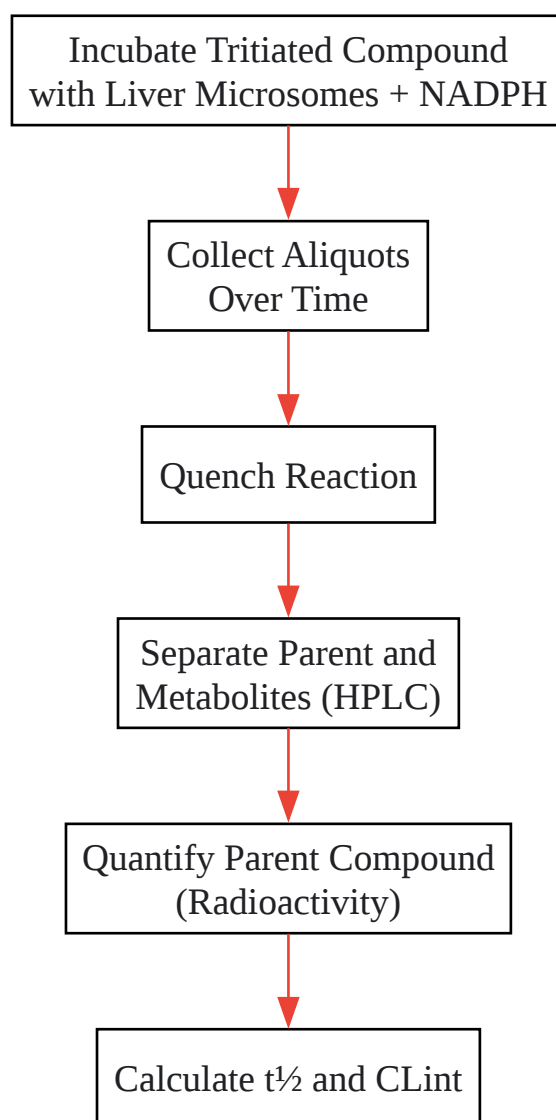 Incubate Tritiated Compound
with Liver Microsomes + NADPH
Collect Aliquots
Over Time
Quench Reaction
Separate Parent and
Metabolites (HPLC)
Quantify Parent Compound
(Radioactivity)
Calculate t½ and CLint